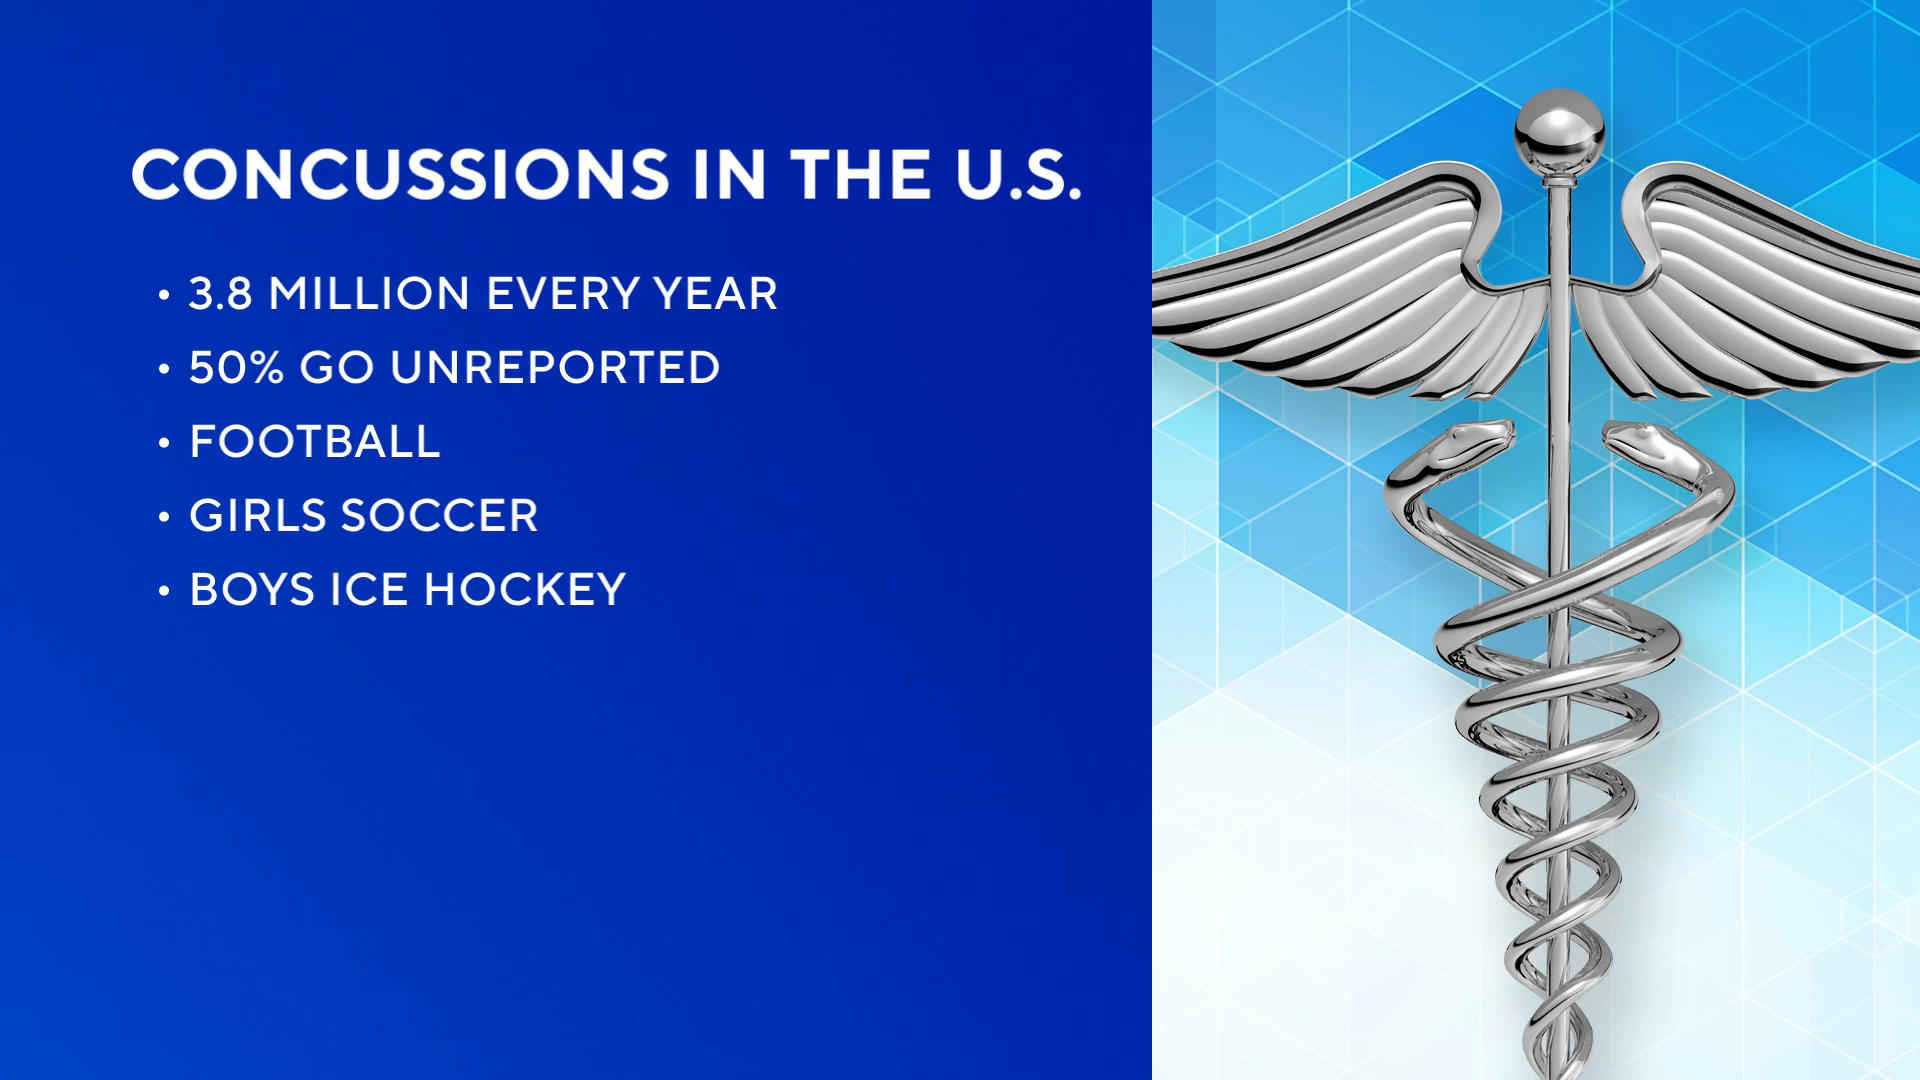 CONCUSSIONS IN THE U.S.
• 3.8 MILLION EVERY YEAR
• 50% GO UNREPORTED
• FOOTBALL
• GIRLS SOCCER
• BOYS ICE HOCKEY